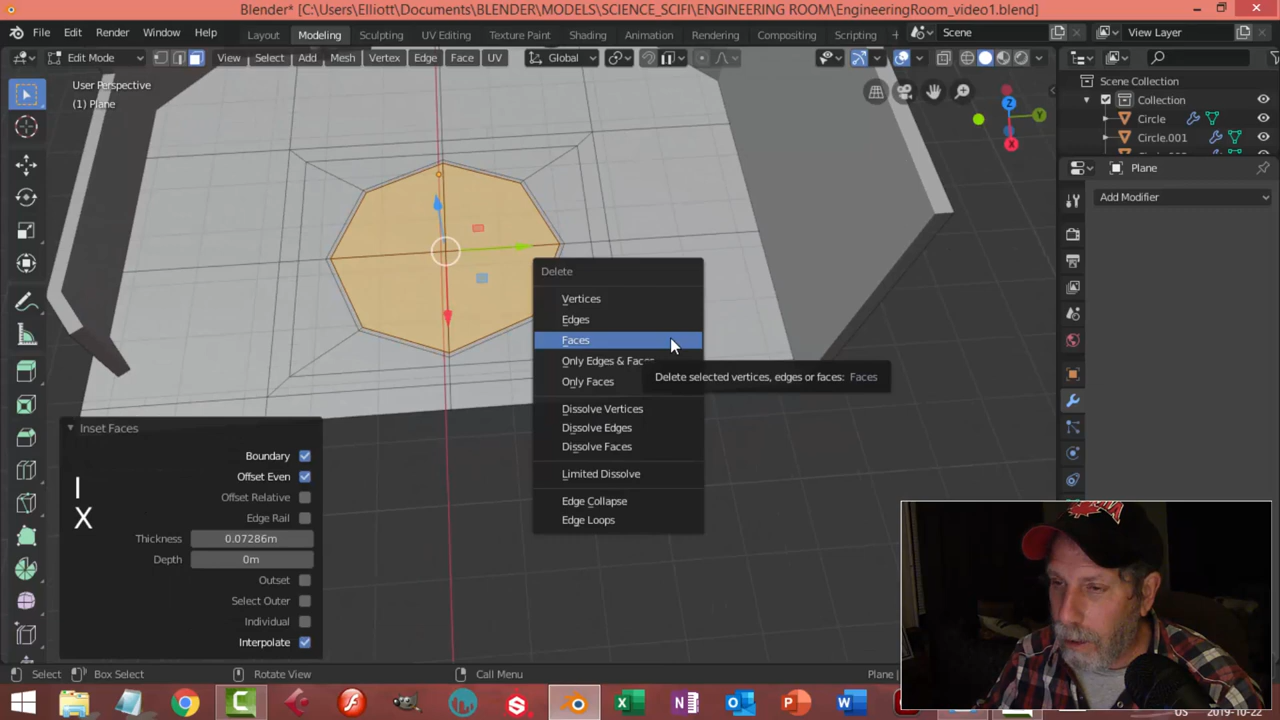 Blender* [C:\Users\Elliott\Documents\BLENDER\MODELS\SCIENCE_SCIFI\ENGINEERING ROOM\EngineeringRoom_video1.blend]
File Edit Render Window Help Layout Modeling Sculpting UV Editing Texture Paint Shading Animation Rendering Compositing Scripting Scene View Layer
Edit Mode View Select Add Mesh Vertex Edge Face UV Global
User Perspective
(1) Plane
Z
Y
X
Scene Collection
Collection
Circle
Circle.001
Plane
Add Modifier
Delete
Vertices
Edges
Faces
Only Edges & Face
Only Faces
Delete selected vertices, edges or faces: Faces
Dissolve Vertices
Dissolve Edges
Dissolve Faces
Limited Dissolve
Edge Collapse
Edge Loops
Inset Faces
Boundary
Offset Even
Offset Relative
Edge Rail
Thickness 0.07286m
Depth 0m
Outset
Select Outer
Individual
Interpolate
I
X
Select Box Select Rotate View Call Menu Plane
2019-10-22